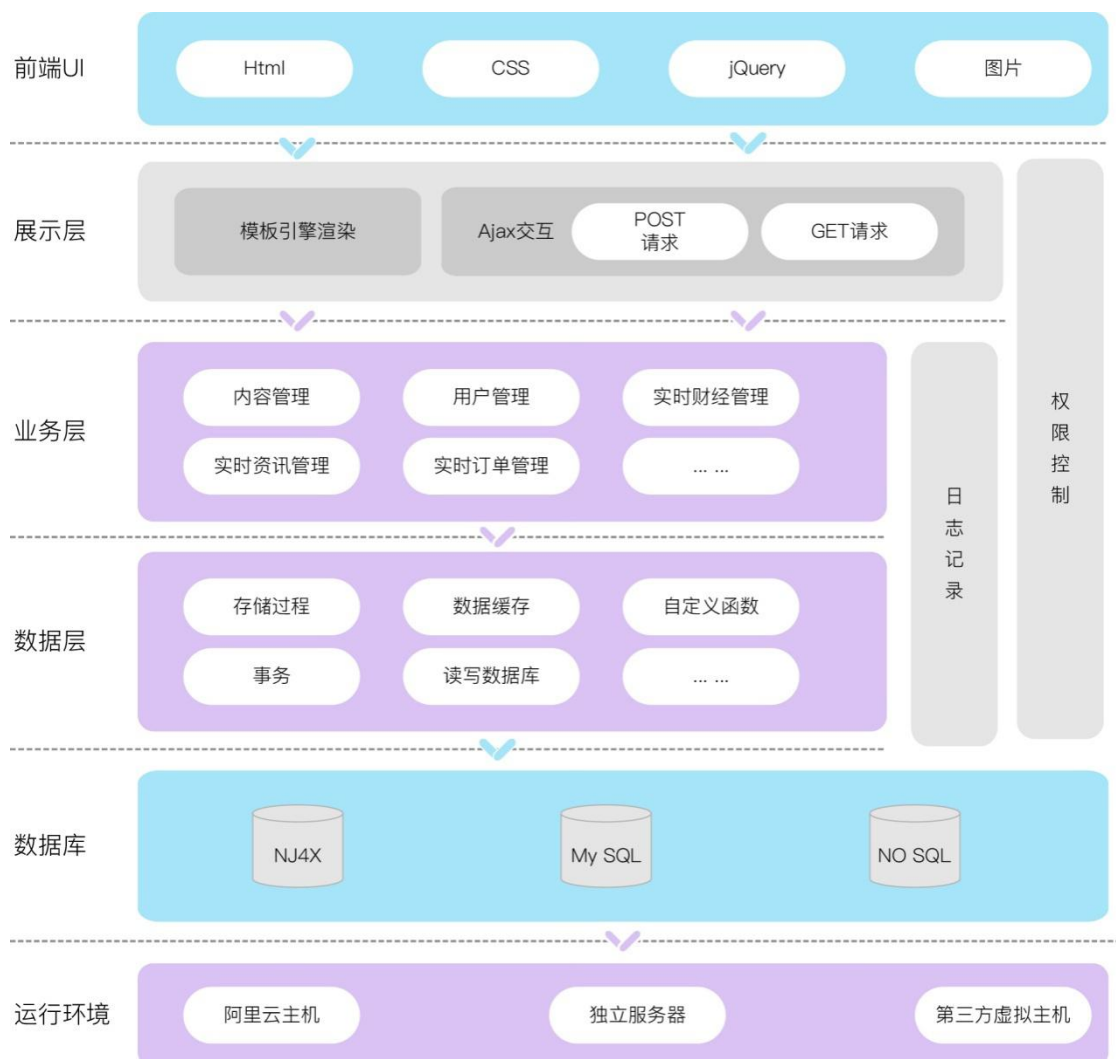 前端UI
Html
CSS
jQuery
图片
展示层
模板引擎渲染
Ajax交互
POST
请求
GET请求
业务层
内容管理
用户管理
实时财经管理
实时资讯管理
实时订单管理
... ...
数据层
存储过程
数据缓存
自定义函数
事务
读写数据库
... ...
日志记录
权限控制
数据库
NJ4X
My SQL
NO SQL
运行环境
阿里云主机
独立服务器
第三方虚拟主机